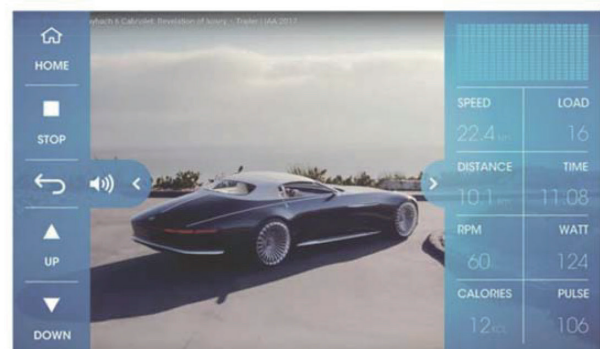 Maybach 6 Cabriolet: Revelation of luxury – Trailer | IAA 2017
HOME
STOP
UP
DOWN
SPEED
LOAD
22.4
16
DISTANCE
TIME
10.1
11.08
RPM
WATT
60
124
CALORIES
PULSE
12
106